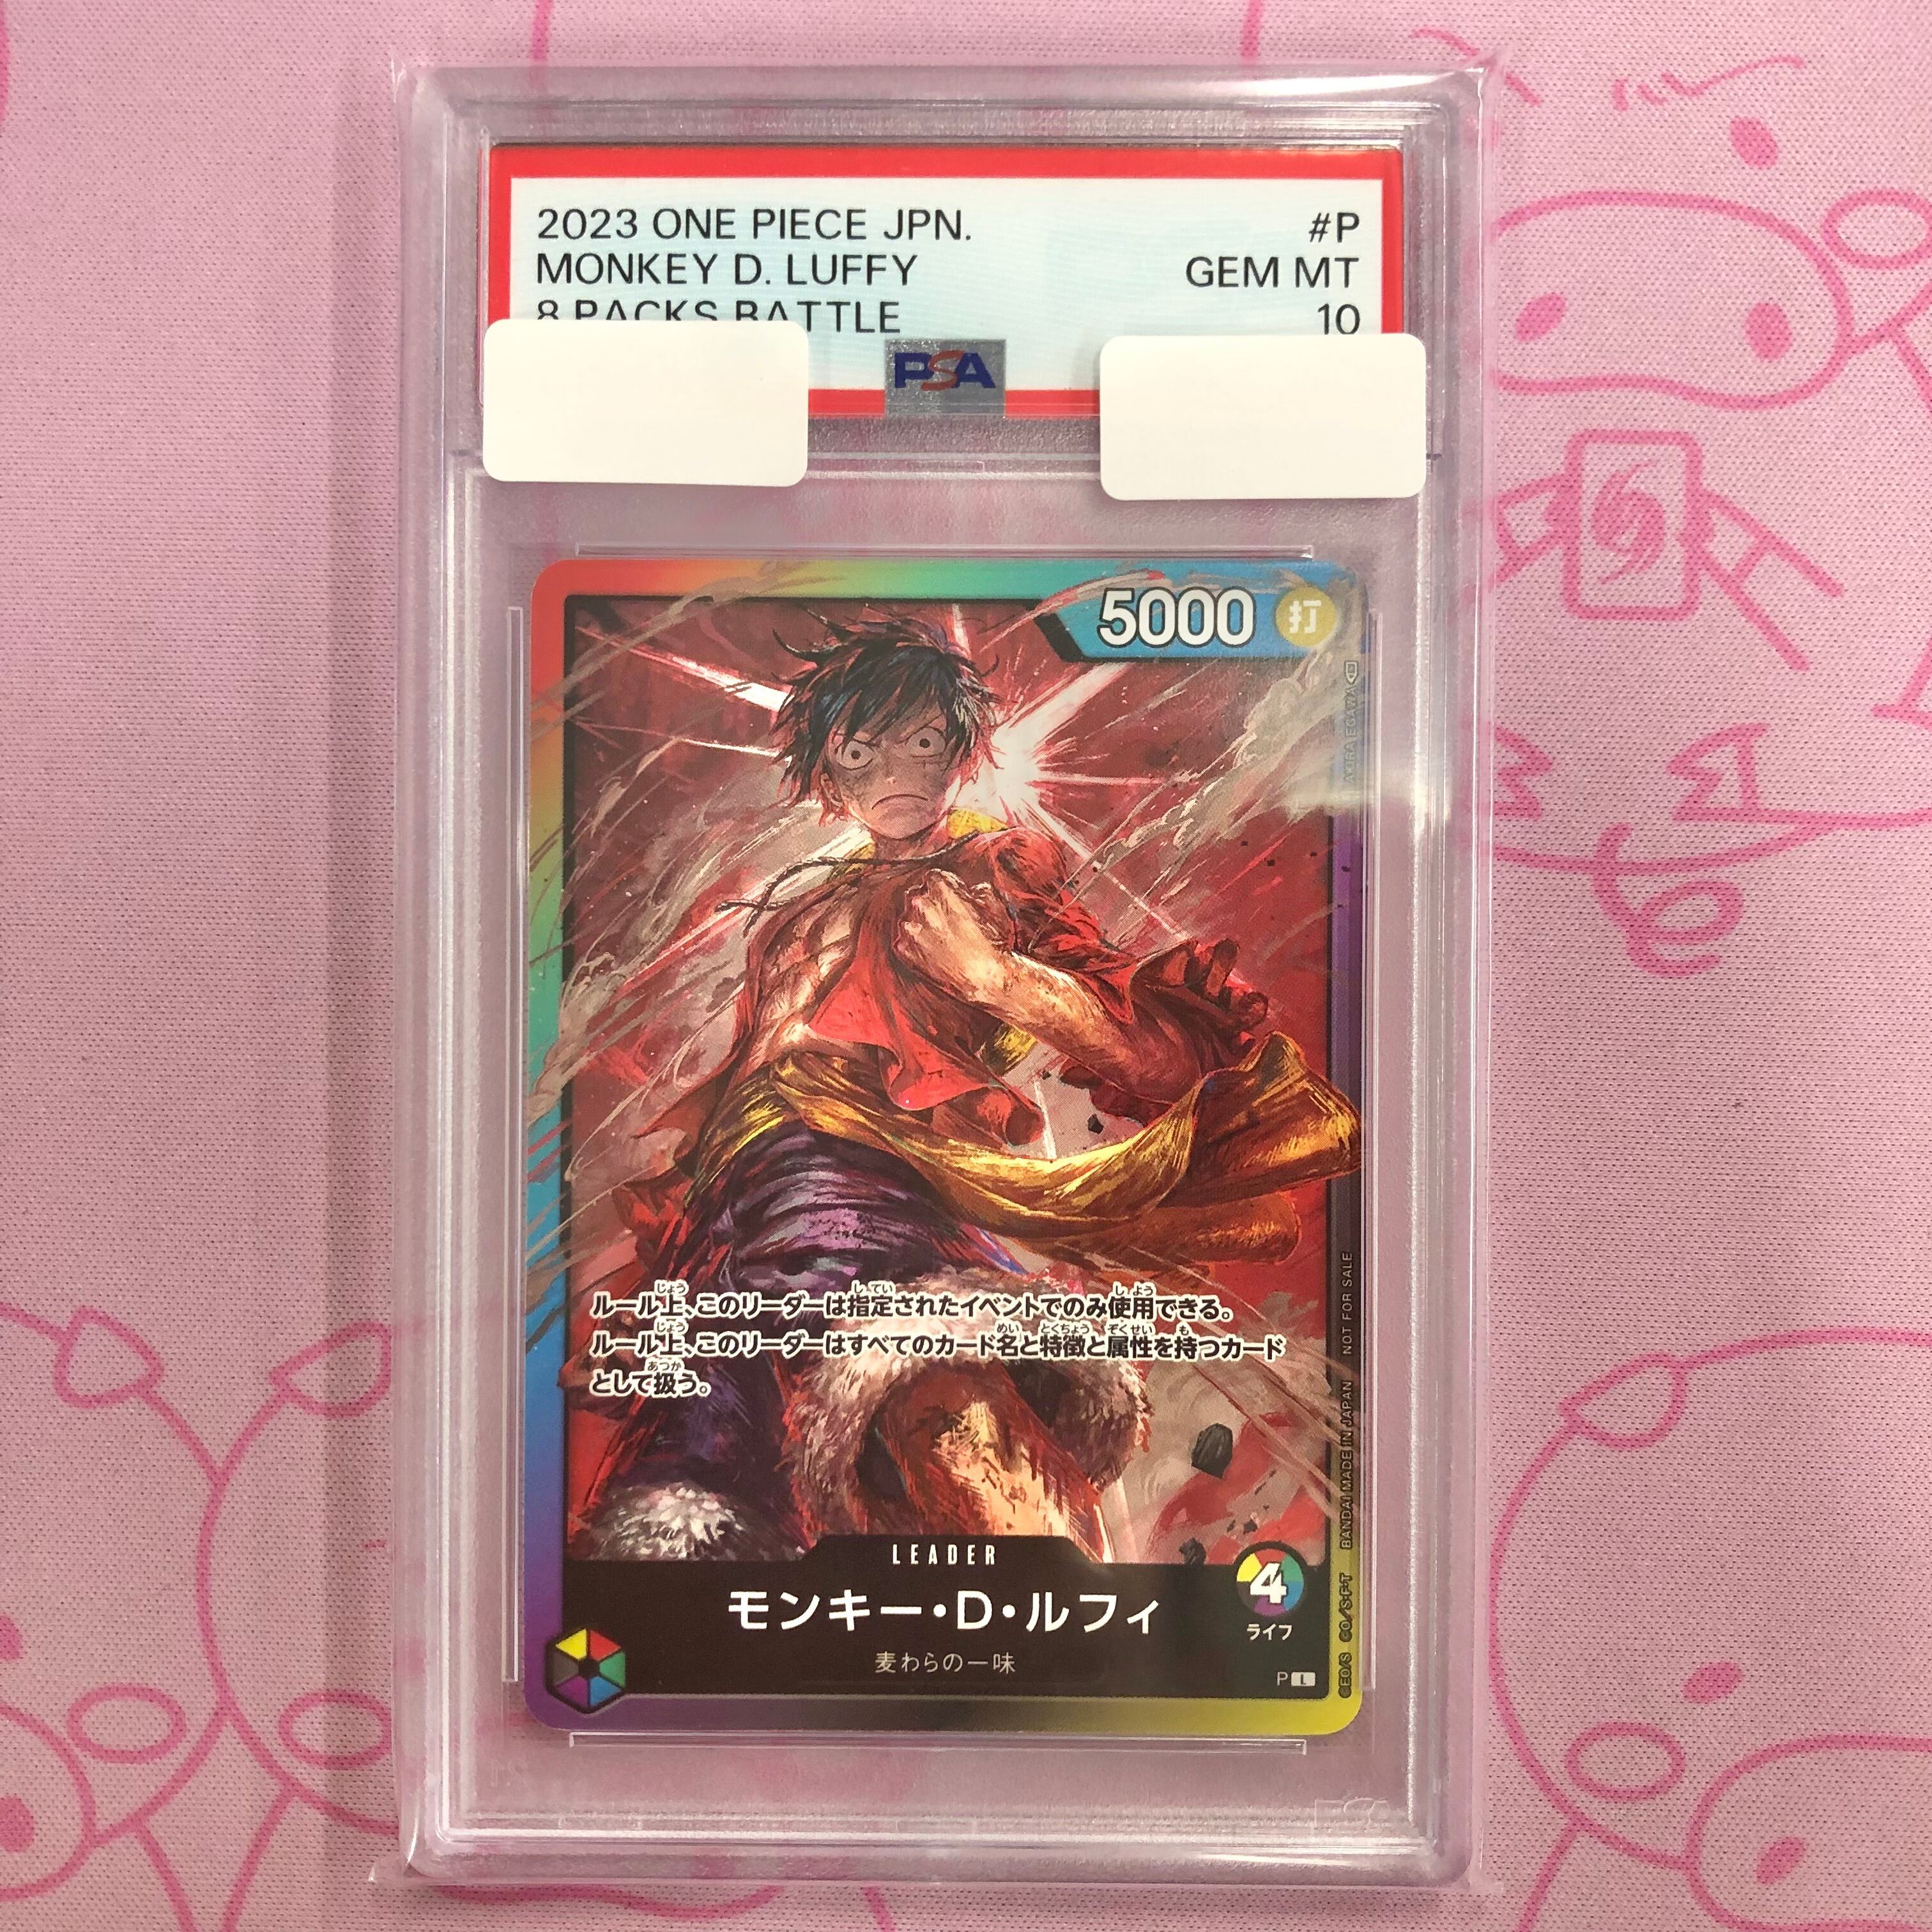 2023 ONE PIECE JPN.
#P
MONKEY D. LUFFY
GEM MT
8 PACKS BATTLE
10
PSA
5000
打
AKIRA EGAWA
ルール上、このリーダーは指定されたイベントでのみ使用できる。
ルール上、このリーダーはすべてのカード名と特徴と属性を持つカード
として扱う。
LEADER
モンキー・D・ルフィ
麦わらの一味
4
ライフ
P L
©EO/S ©O/S・F・T BANDAI MADE IN JAPAN NOT FOR SALE